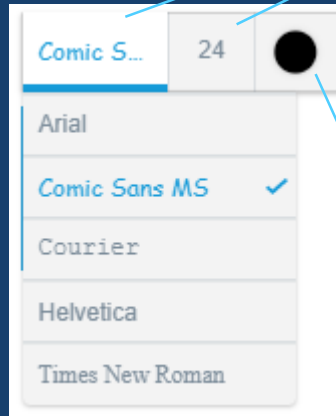 Comic S... 24
Arial
Comic Sans MS
Courier
Helvetica
Times New Roman